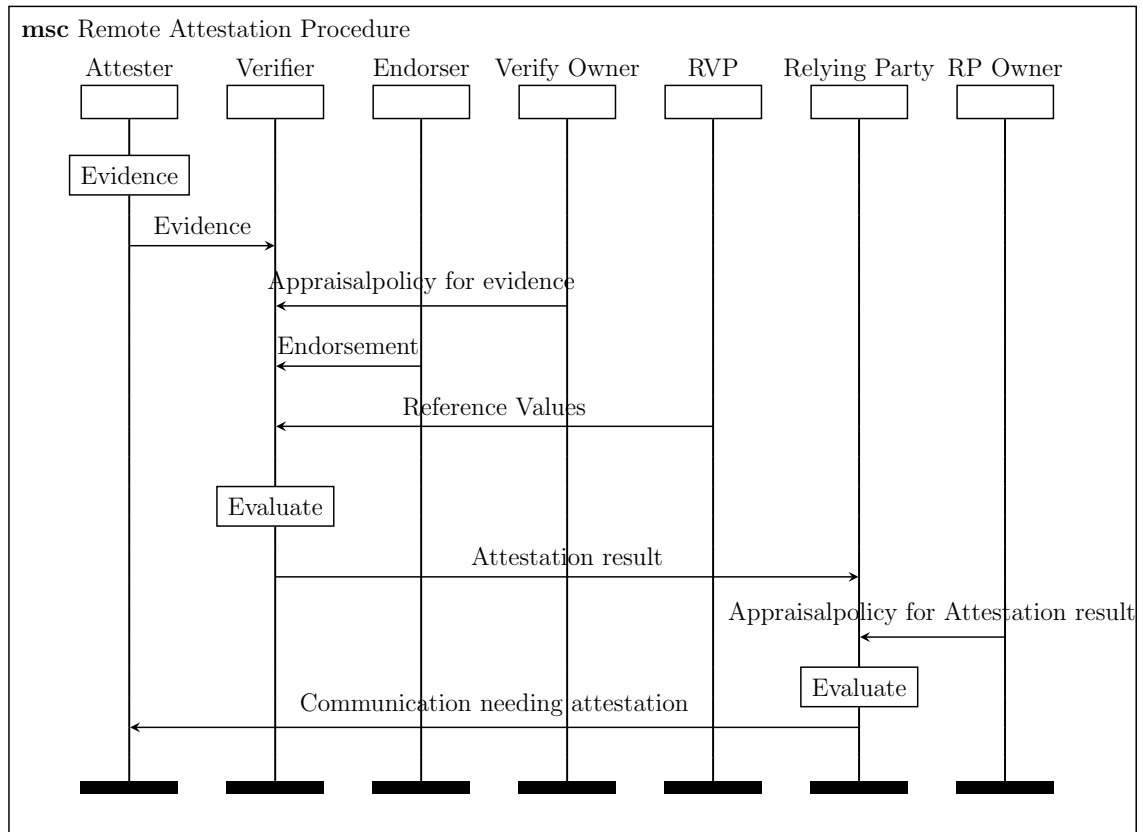 msc Remote Attestation Procedure
Attester Verifier Endorser Verify Owner RVP Relying Party RP Owner
Evidence
Evidence
Appraisalpolicy for evidence
Endorsement
Reference Values
Evaluate
Attestation result
Appraisalpolicy for Attestation result
Evaluate
Communication needing attestation